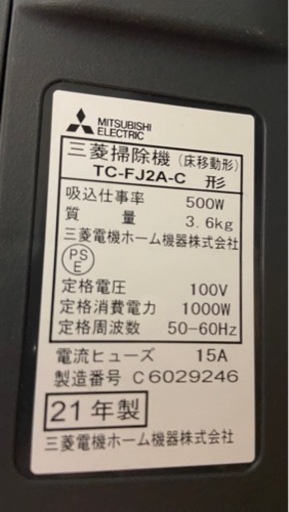 MITSUBISHI
ELECTRIC
三菱掃除機(床移動形)
TC-FJ2A-C 形
吸込仕事率 500W
質量 3.6kg
三菱電機ホーム機器株式会社
PS
E
定格電圧 100V
定格消費電力 1000W
定格周波数 50-60Hz
電流ヒューズ 15A
製造番号 C6029246
21年製
三菱電機ホーム機器株式会社